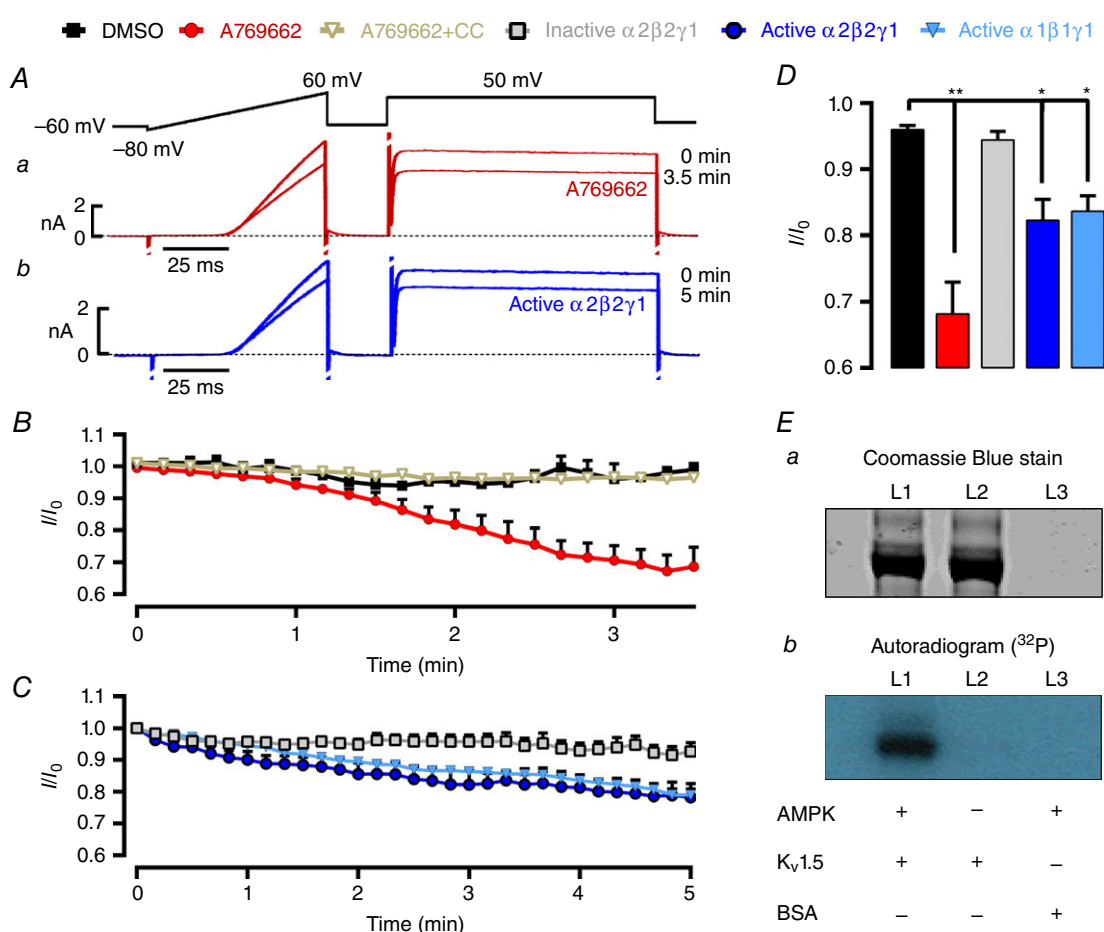 DMSO A769662 A769662+CC Inactive α2β2γ1 Active α2β2γ1 Active α1β1γ1
A
60 mV
50 mV
–60 mV
–80 mV
a
0 min
3.5 min
A769662
2
nA
0
25 ms
b
0 min
5 min
Active α2β2γ1
2
nA
0
25 ms
B
1.1
1.0
0.9
0.8
0.7
0.6
I/I0
0 1 2 3
Time (min)
C
1.1
1.0
0.9
0.8
0.7
0.6
I/I0
0 1 2 3 4 5
Time (min)
D
** * *
1.0
0.9
0.8
0.7
0.6
I/I0
E
a Coomassie Blue stain
L1 L2 L3
b Autoradiogram (³²P)
L1 L2 L3
AMPK + – +
Kv1.5 + + –
BSA – – +